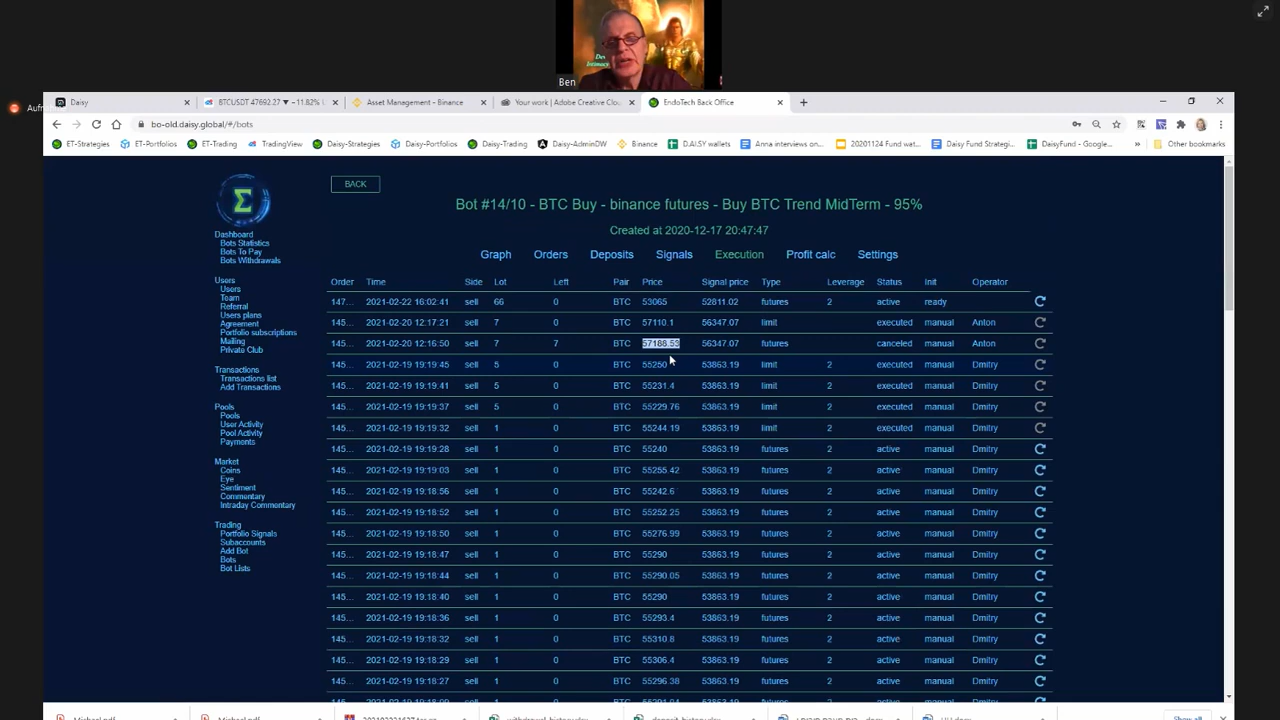 Ben
Daisy
BTCUSDT 47692.27 ▼ −11.82%
Asset Management - Binance
Your work | Adobe Creative Clou
EndoTech Back Office
bo-old.daisy.global/#/bots
ET-Strategies ET-Portfolios ET-Trading TradingView Daisy-Strategies Daisy-Portfolios Daisy-Trading Daisy-AdminDW Binance D.AI.SY wallets Anna interviews on... 20201124 Fund wat... Daisy Fund Strategi... DaisyFund - Google... » Other bookmarks
BACK
Bot #14/10 - BTC Buy - binance futures - Buy BTC Trend MidTerm - 95%
Created at 2020-12-17 20:47:47
Graph Orders Deposits Signals Execution Profit calc Settings
Dashboard
Bots Statistics
Bots To Pay
Bots Withdrawals
Users
Users
Team
Referral
Users plans
Agreement
Portfolio subscriptions
Mailing
Private Club
Transactions
Transactions list
Add Transactions
Pools
Pools
User Activity
Pool Activity
Payments
Market
Coins
Eye
Sentiment
Commentary
Intraday Commentary
Trading
Portfolio Signals
Subaccounts
Add Bot
Bots
Bot Lists
Order Time Side Lot Left Pair Price Signal price Type Leverage Status Init Operator
147... 2021-02-22 16:02:41 sell 66 0 BTC 53065 52811.02 futures 2 active ready
145... 2021-02-20 12:17:21 sell 7 0 BTC 57110.1 56347.07 limit executed manual Anton
145... 2021-02-20 12:16:50 sell 7 7 BTC 57188.53 56347.07 futures canceled manual Anton
145... 2021-02-19 19:19:45 sell 5 0 BTC 55250 53863.19 limit 2 executed manual Dmitry
145... 2021-02-19 19:19:41 sell 5 0 BTC 55231.4 53863.19 limit 2 executed manual Dmitry
145... 2021-02-19 19:19:37 sell 5 0 BTC 55229.76 53863.19 limit 2 executed manual Dmitry
145... 2021-02-19 19:19:32 sell 1 0 BTC 55244.19 53863.19 limit 2 executed manual Dmitry
145... 2021-02-19 19:19:28 sell 1 0 BTC 55240 53863.19 futures 2 active manual Dmitry
145... 2021-02-19 19:19:03 sell 1 0 BTC 55255.42 53863.19 futures 2 active manual Dmitry
145... 2021-02-19 19:18:56 sell 1 0 BTC 55242.6 53863.19 futures 2 active manual Dmitry
145... 2021-02-19 19:18:52 sell 1 0 BTC 55252.25 53863.19 futures 2 active manual Dmitry
145... 2021-02-19 19:18:50 sell 1 0 BTC 55276.99 53863.19 futures 2 active manual Dmitry
145... 2021-02-19 19:18:47 sell 1 0 BTC 55290 53863.19 futures 2 active manual Dmitry
145... 2021-02-19 19:18:44 sell 1 0 BTC 55290.05 53863.19 futures 2 active manual Dmitry
145... 2021-02-19 19:18:40 sell 1 0 BTC 55290 53863.19 futures 2 active manual Dmitry
145... 2021-02-19 19:18:36 sell 1 0 BTC 55293.4 53863.19 futures 2 active manual Dmitry
145... 2021-02-19 19:18:32 sell 1 0 BTC 55310.8 53863.19 futures 2 active manual Dmitry
145... 2021-02-19 19:18:29 sell 1 0 BTC 55306.4 53863.19 futures 2 active manual Dmitry
145... 2021-02-19 19:18:27 sell 1 0 BTC 55296.38 53863.19 futures 2 active manual Dmitry